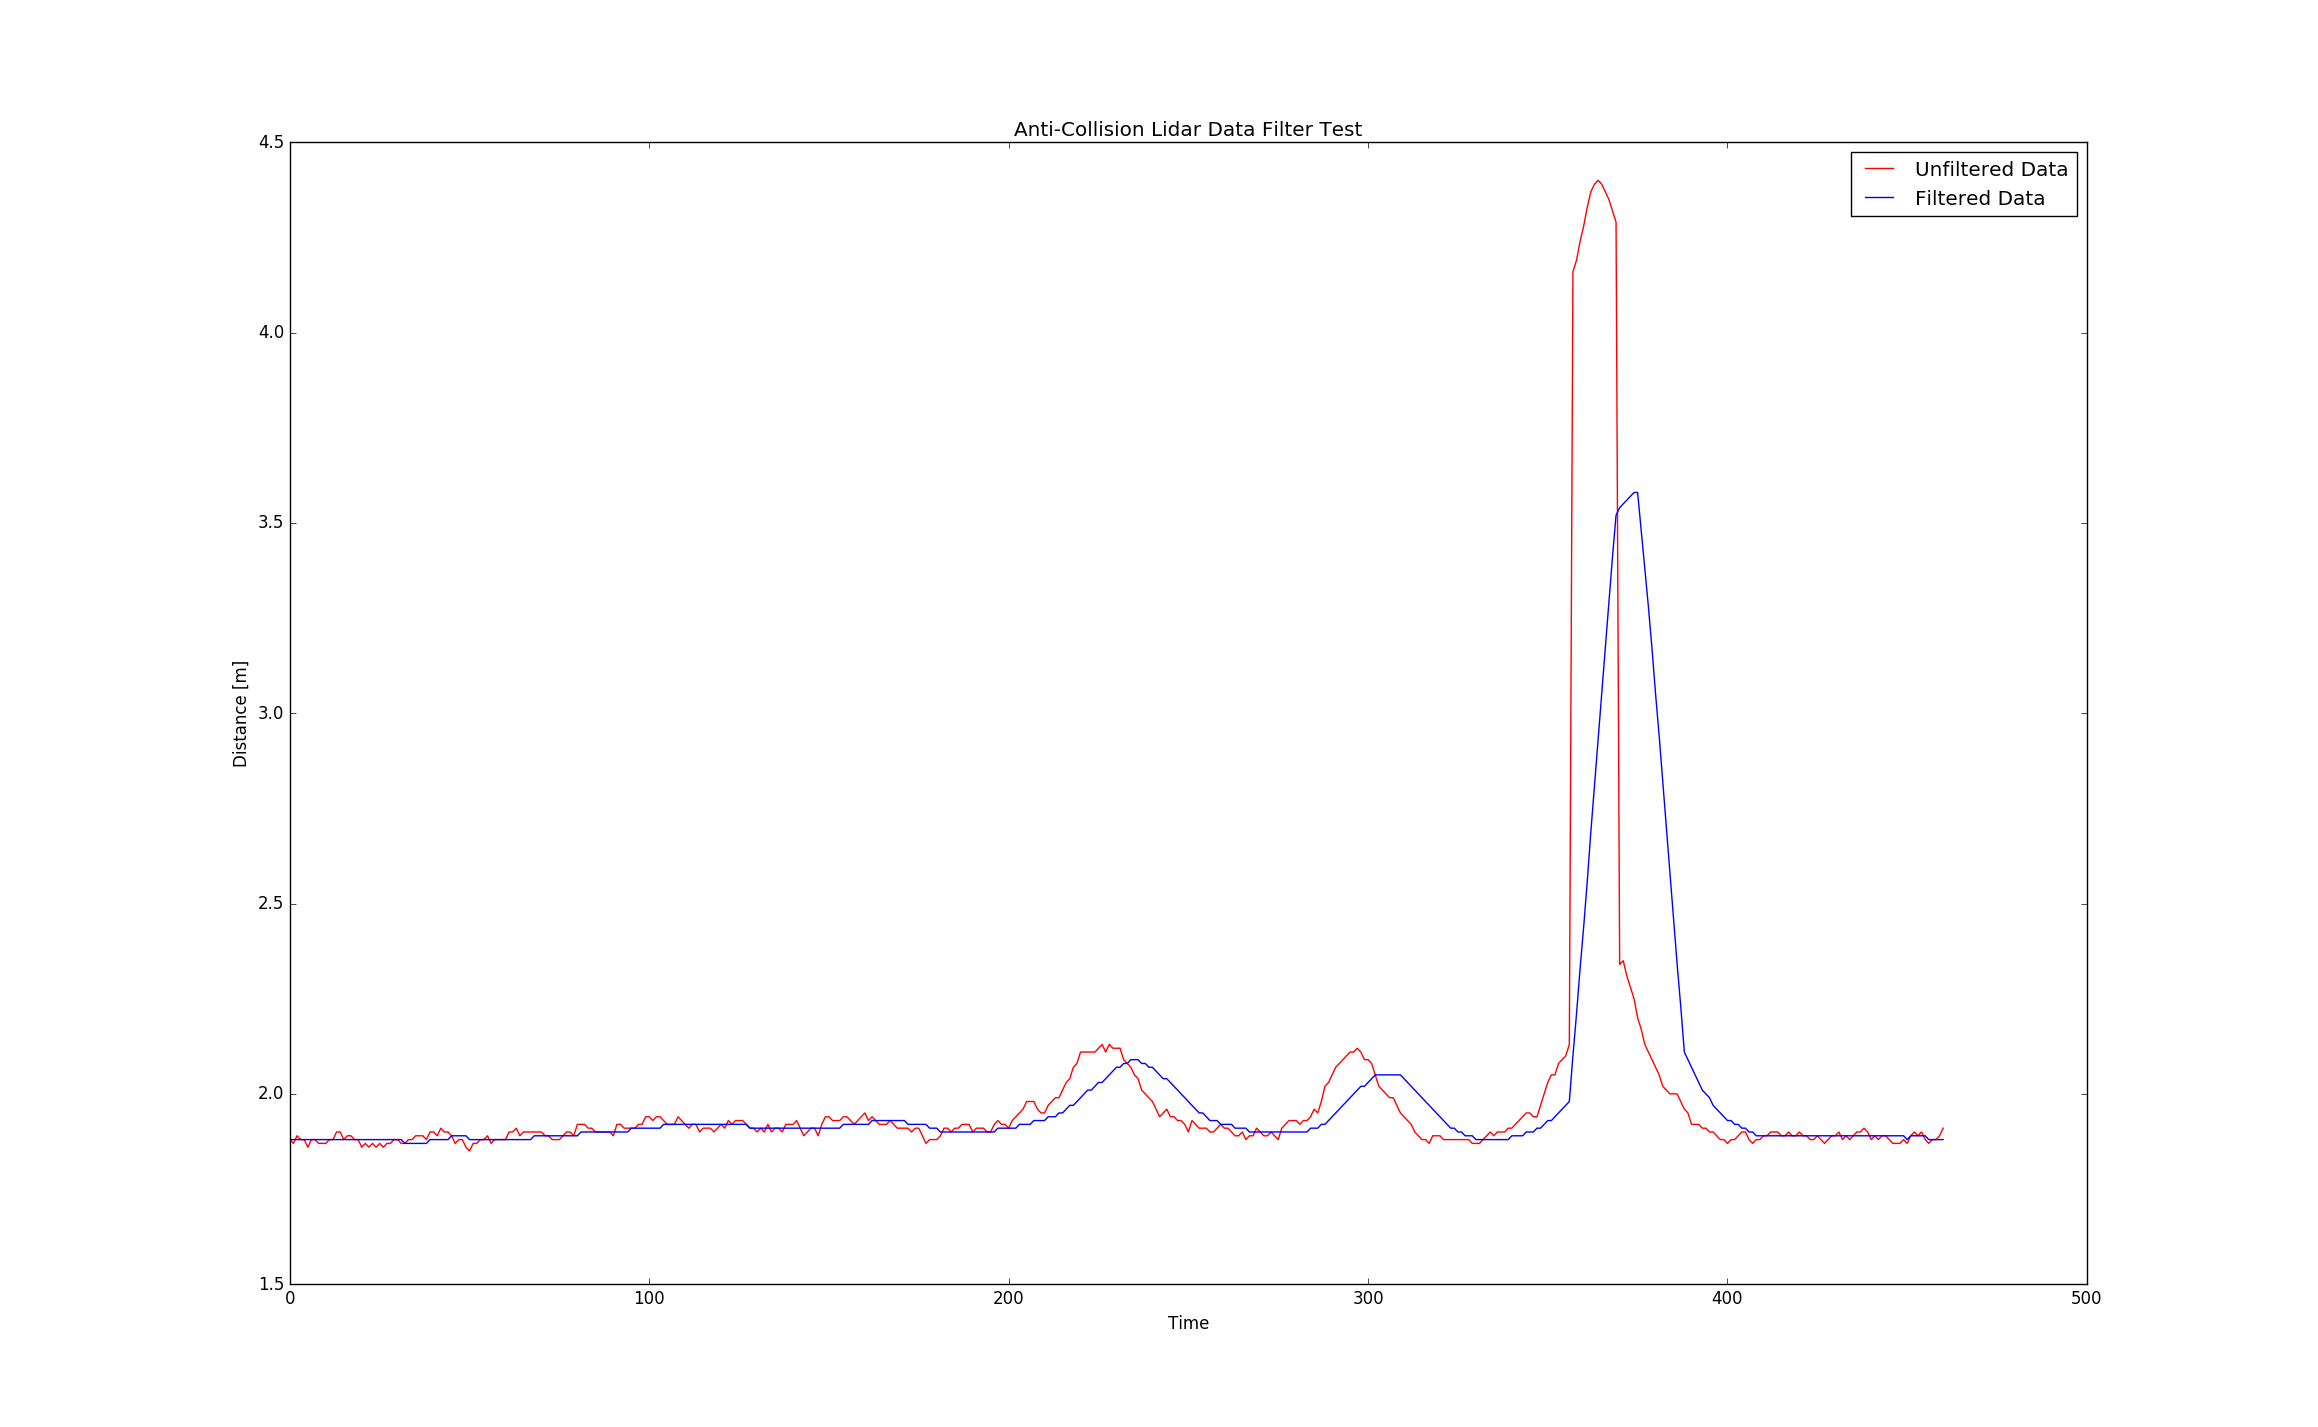 Anti-Collision Lidar Data Filter Test
4.5
4.0
3.5
3.0
2.5
2.0
1.5
Distance [m]
Unfiltered Data
Filtered Data
0 100 200 300 400 500
Time